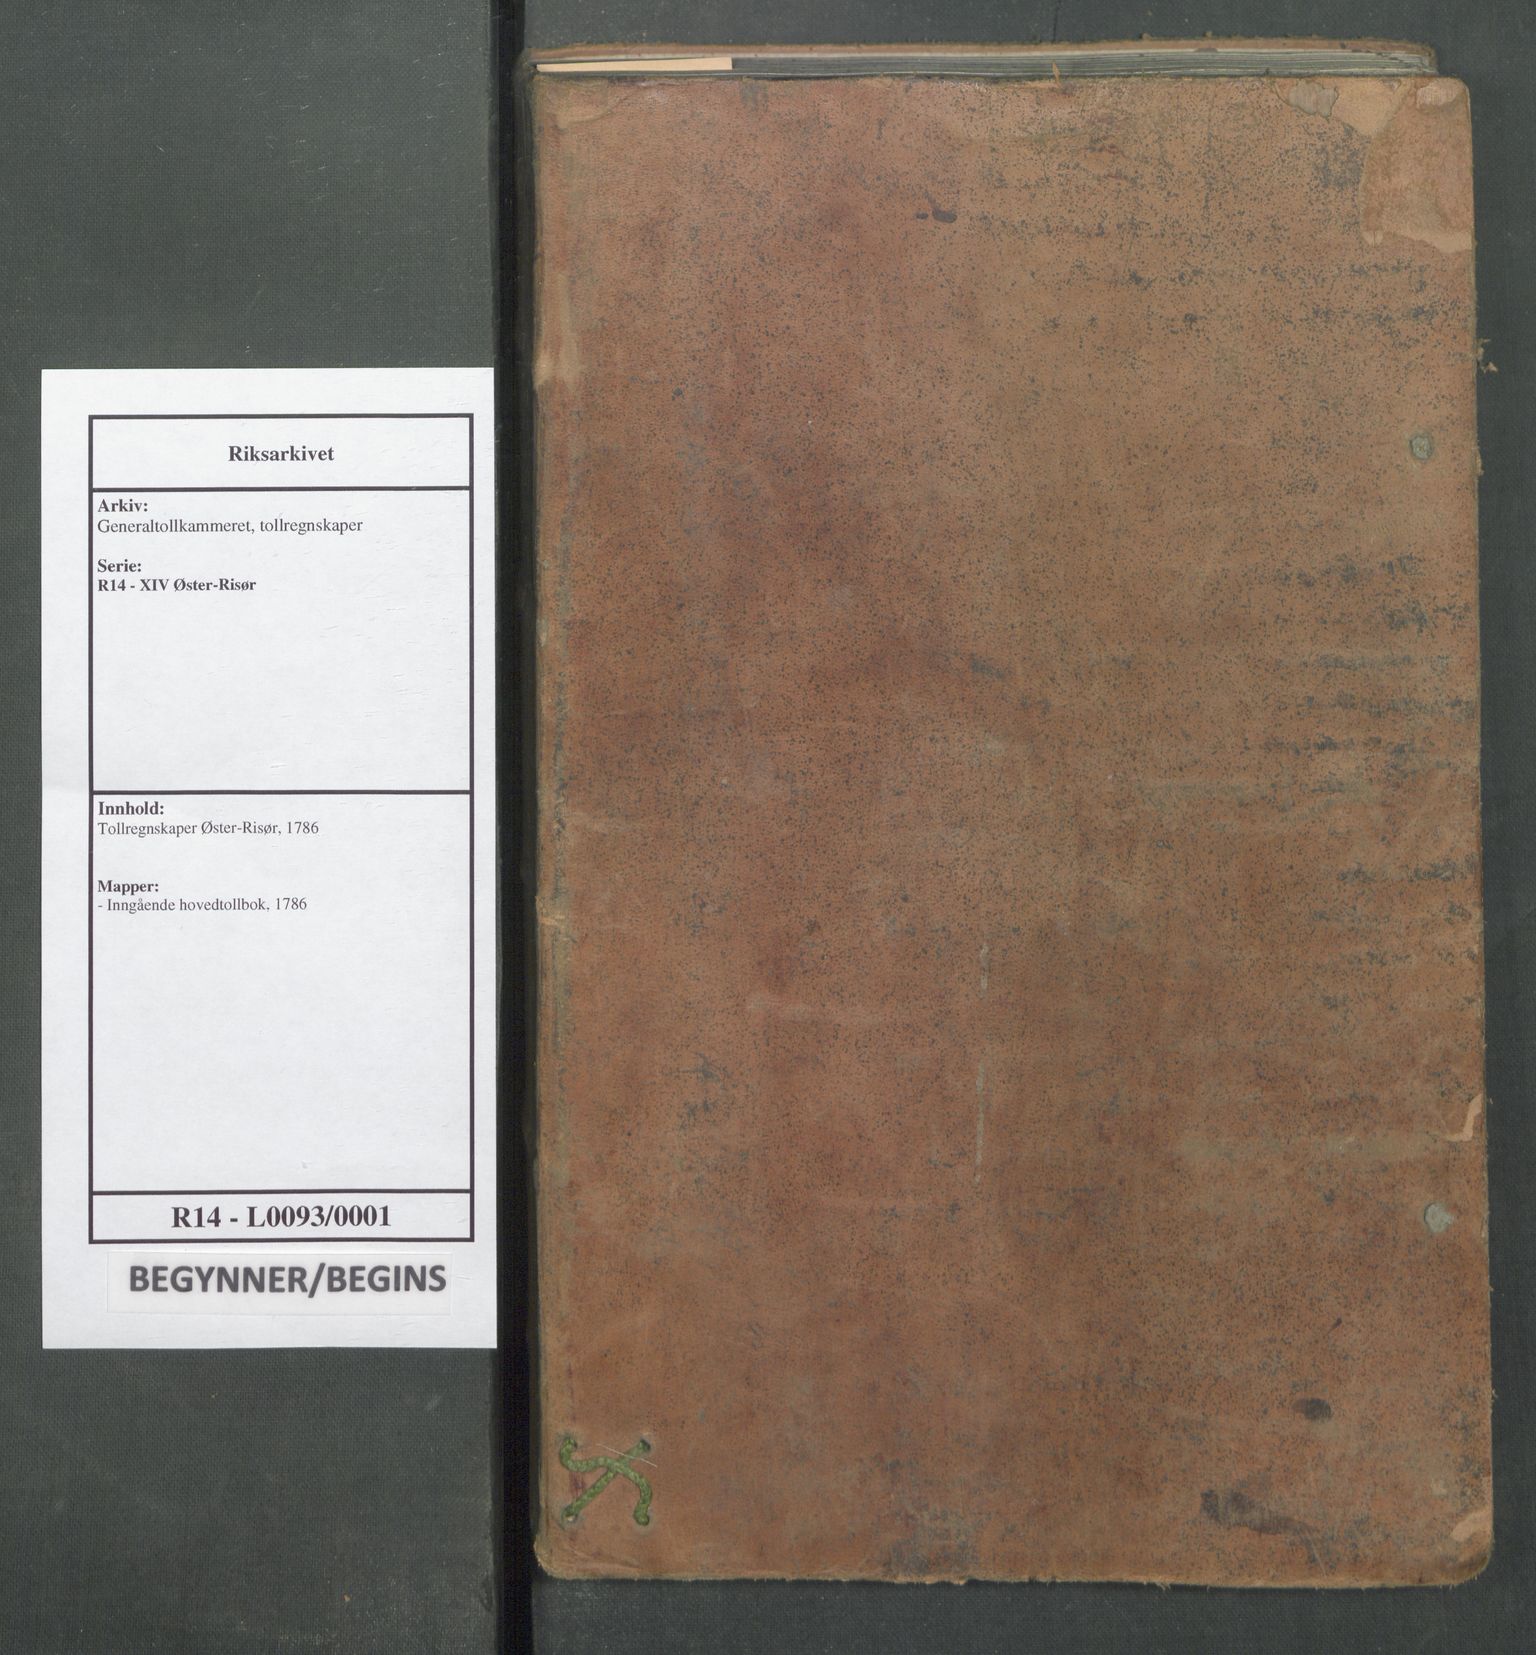 Riksarkivet
Arkiv:
Generaltollkammeret, tollregnskaper
Serie:
R14 - XIV Øster-Risør
Innhold:
Tollregnskaper Øster-Risør, 1786
Mapper:
- Inngående hovedtollbok, 1786
R14 - L0093/0001
BEGYNNER/BEGINS